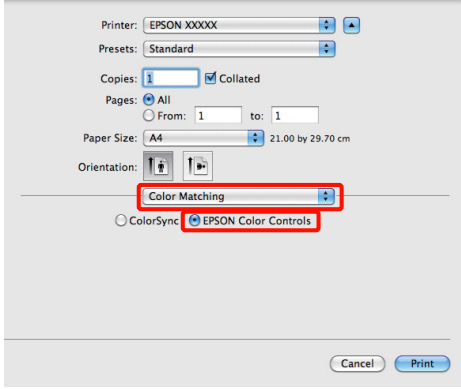 Printer: EPSON XXXXX
Presets: Standard
Copies: 1 Collated
Pages: All
From: 1 to: 1
Paper Size: A4 21.00 by 29.70 cm
Orientation:
Color Matching
ColorSync EPSON Color Controls
Cancel Print